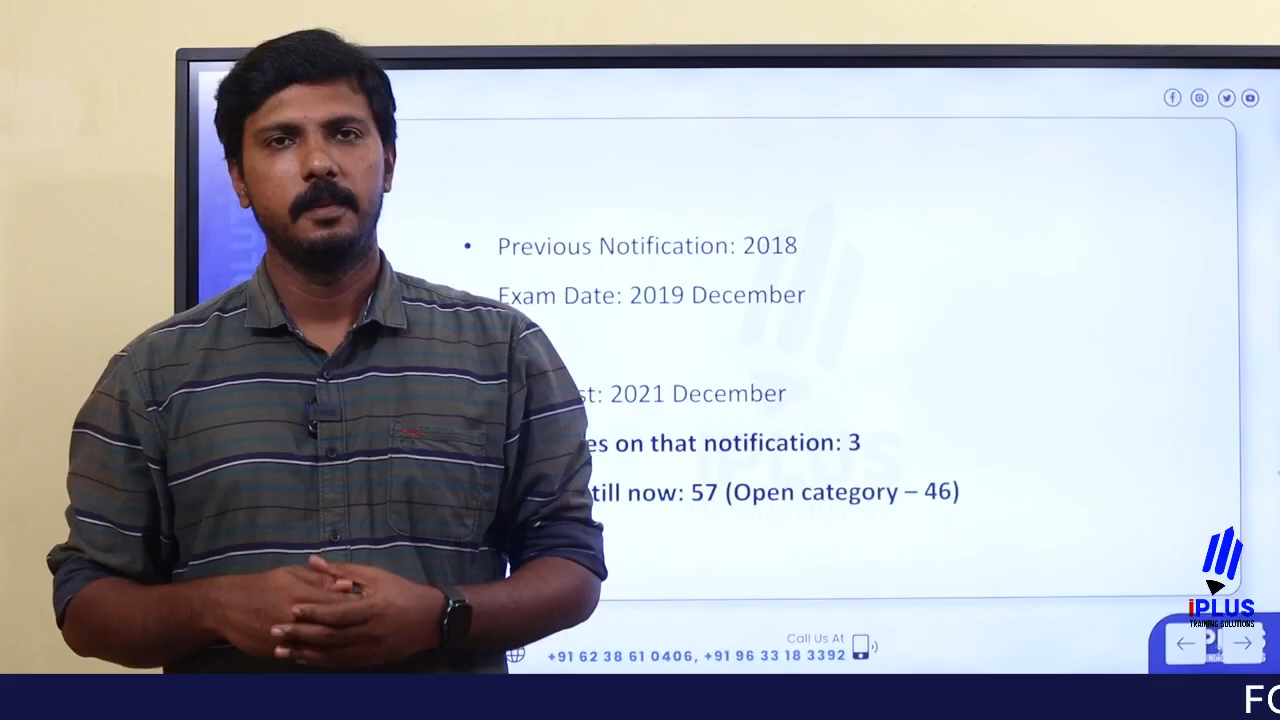 • Previous Notification: 2018
Exam Date: 2019 December
st: 2021 December
es on that notification: 3
till now: 57 (Open category – 46)
iPLUS
TRAINING SOLUTIONS
Call Us At
+91 62 38 61 0406, +91 96 33 18 3392
FO